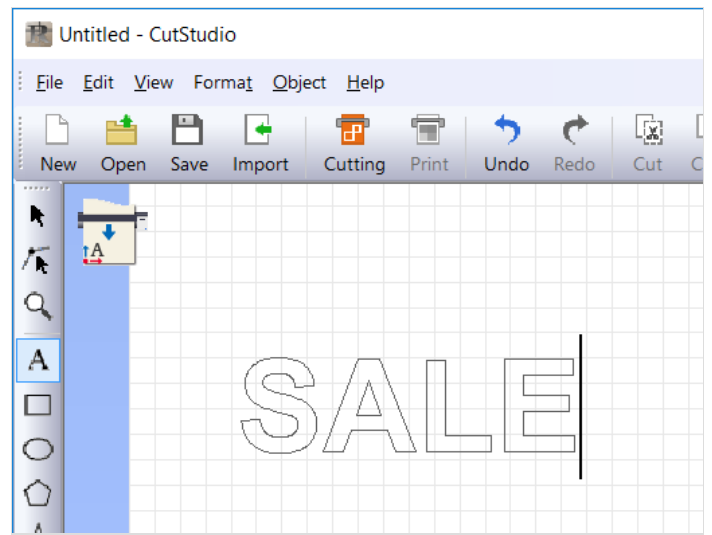 Untitled - CutStudio
File Edit View Format Object Help
New Open Save Import Cutting Print Undo Redo Cut
A
A
SALE